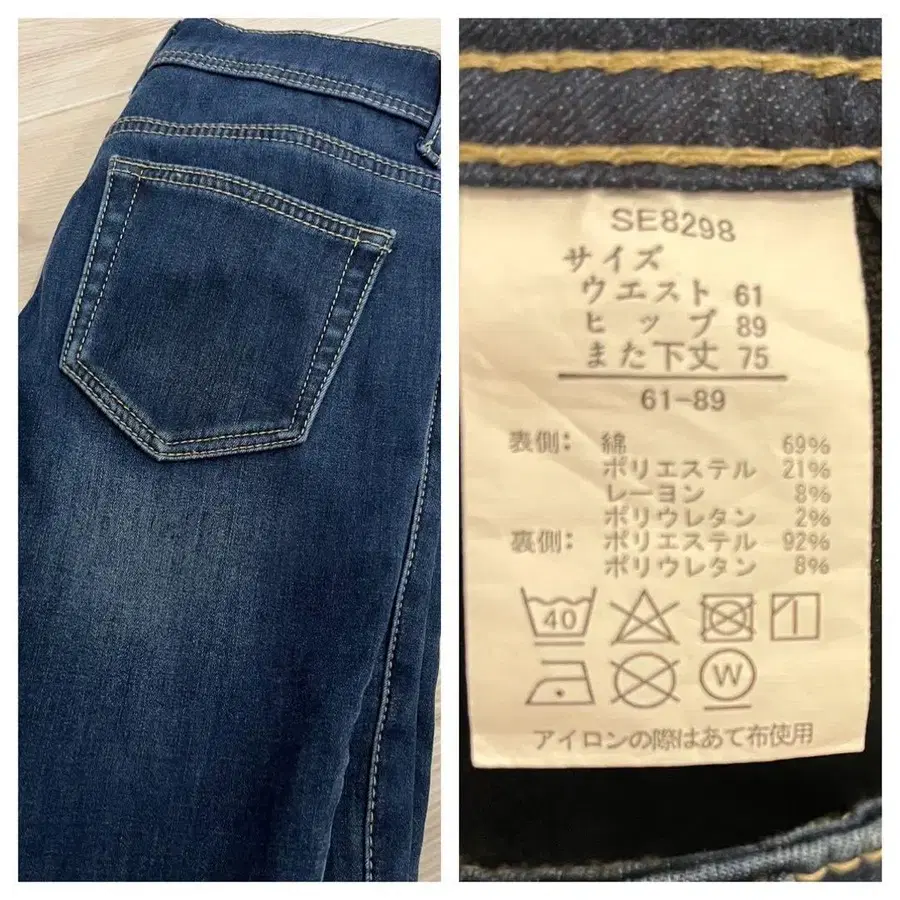 SE8298
サイズ
ウエスト 61
ヒップ 89
また下丈 75
61-89
表側: 綿 69%
ポリエステル 21%
レーヨン 8%
ポリウレタン 2%
裏側: ポリエステル 92%
ポリウレタン 8%
40
W
アイロンの際はあて布使用